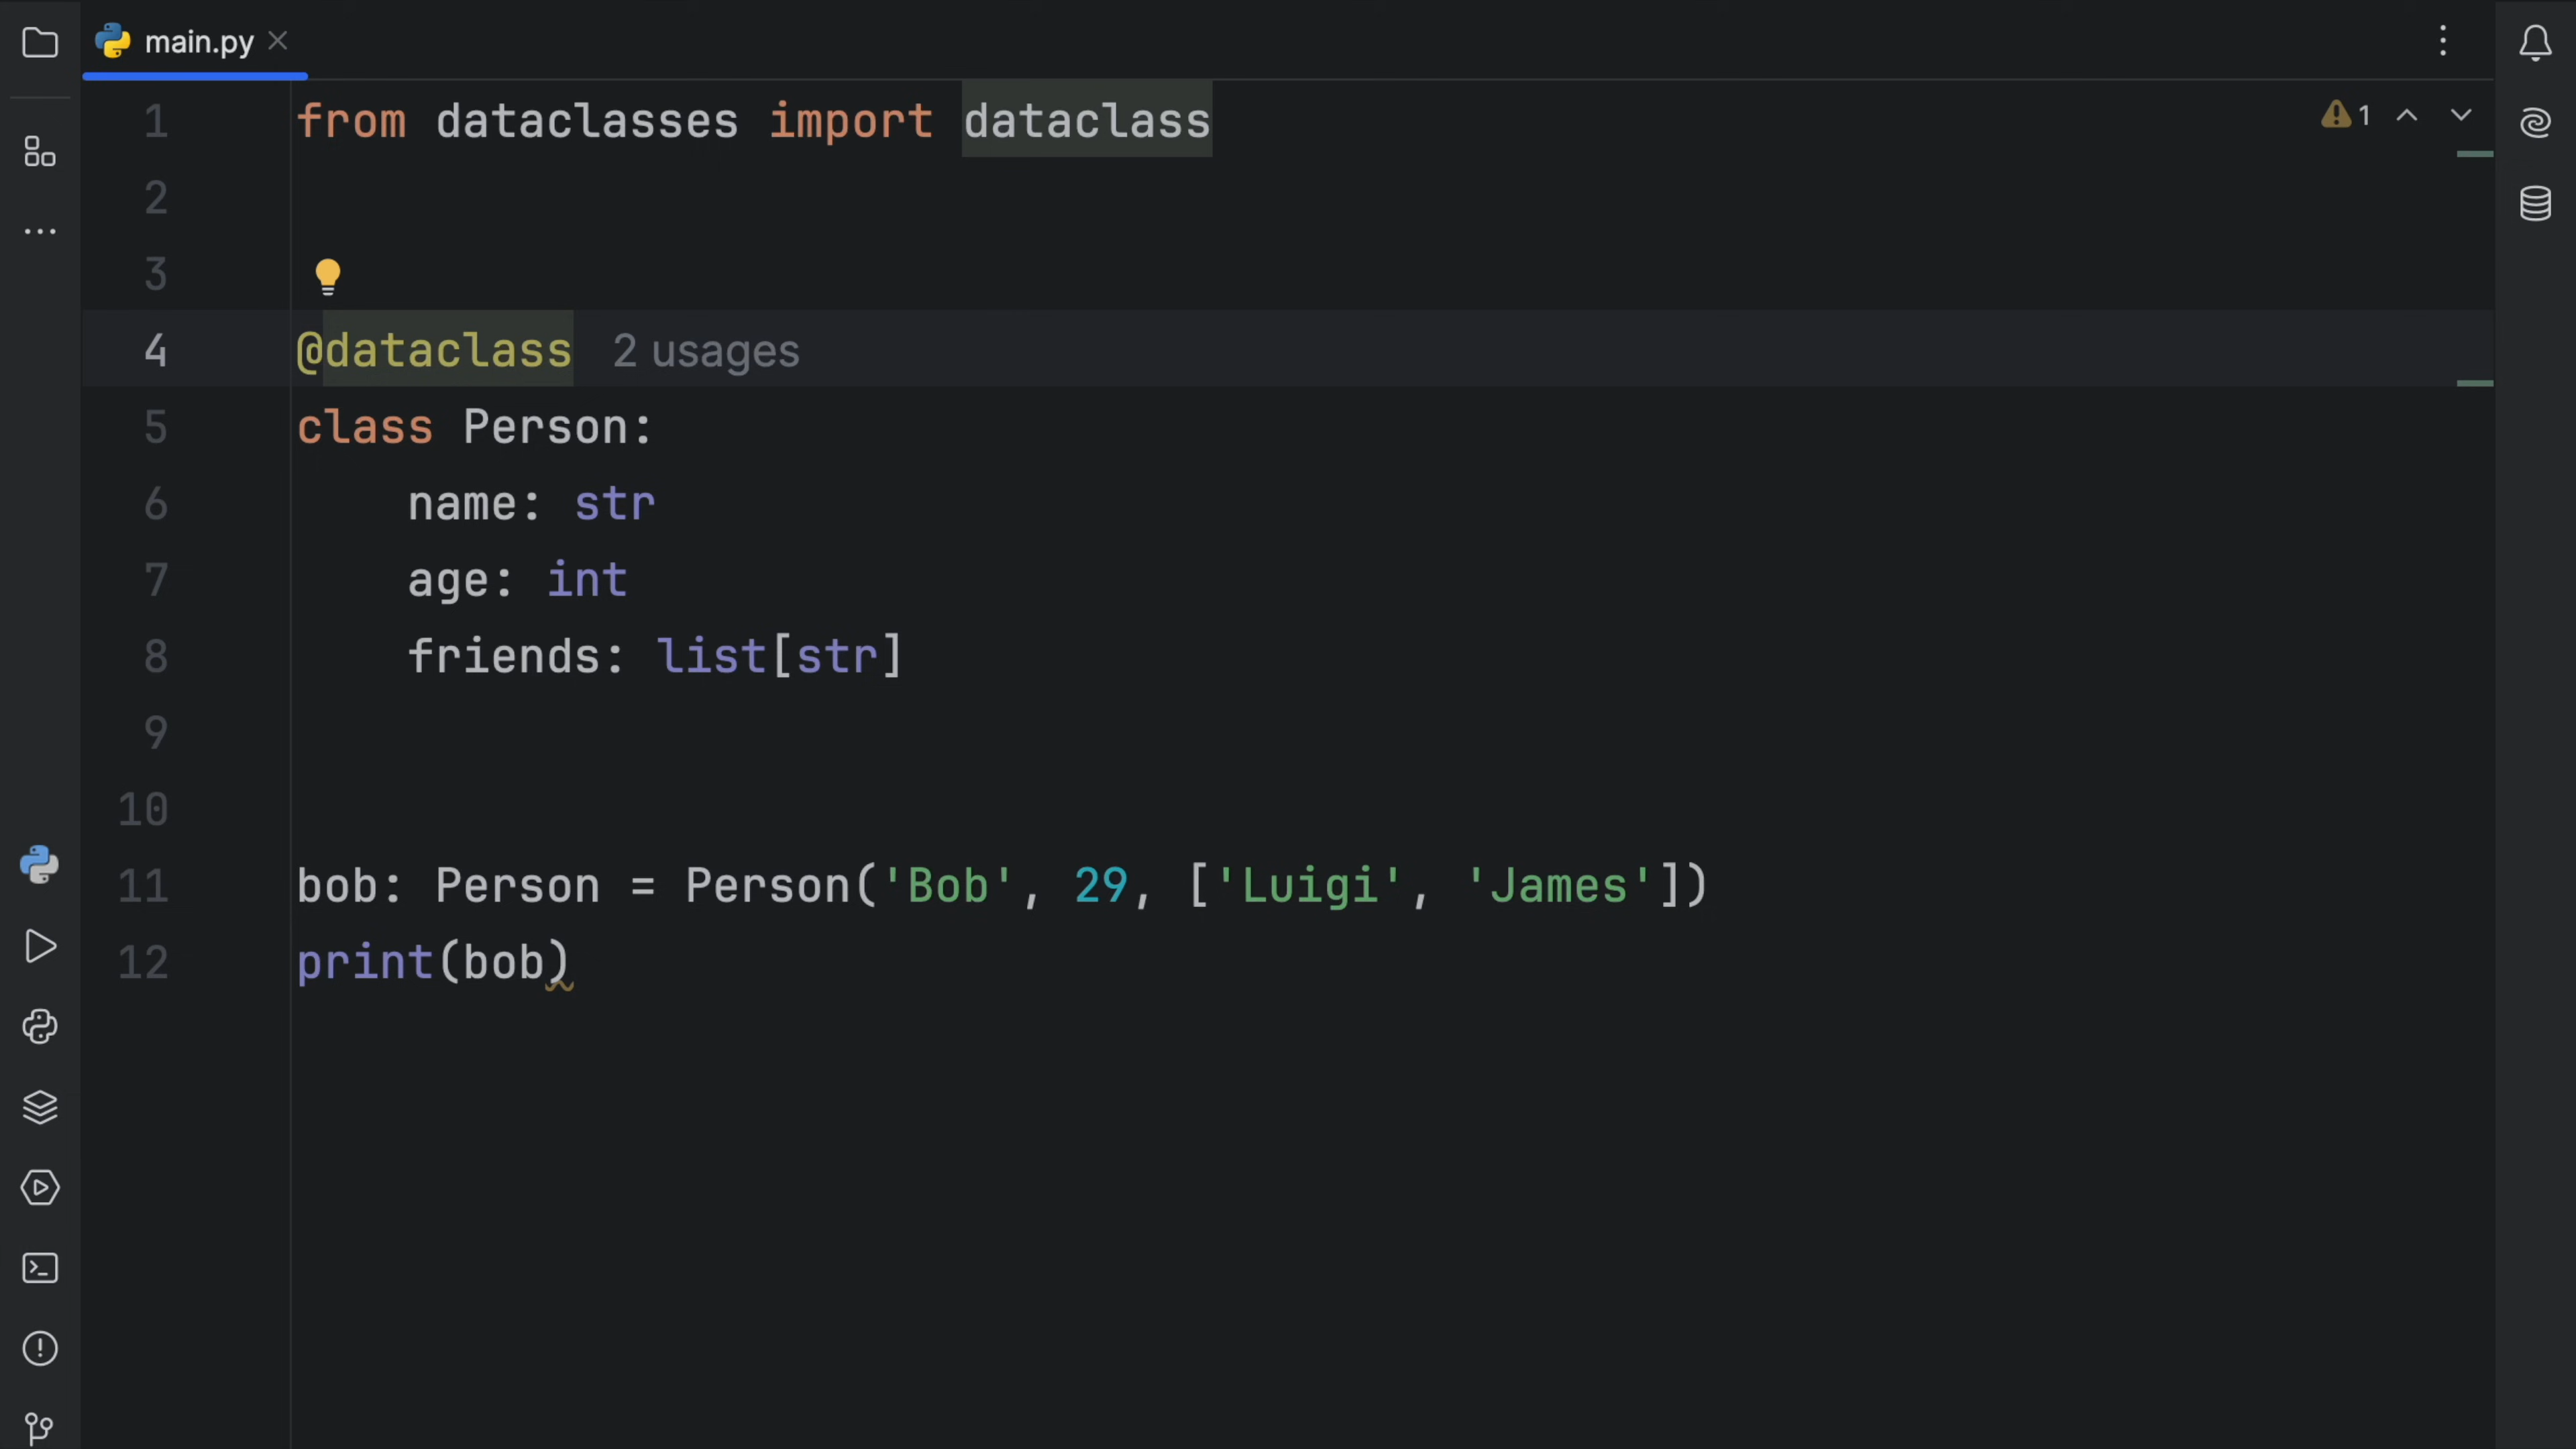 main.py
1 from dataclasses import dataclass
1
2
3
4 @dataclass 2 usages
5 class Person:
6     name: str
7     age: int
8     friends: list[str]
9
10
11 bob: Person = Person('Bob', 29, ['Luigi', 'James'])
12 print(bob)